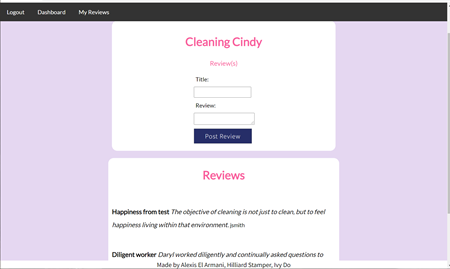 Logout Dashboard My Reviews
Cleaning Cindy
Review(s)
Title:
Review:
Post Review
Reviews
Happiness from test The objective of cleaning is not just to clean, but to feel
happiness living within that environment. jsmith
Diligent worker Daryl worked diligently and continually asked questions to
Made by Alexis El Armani, Hilliard Stamper, Ivy Do